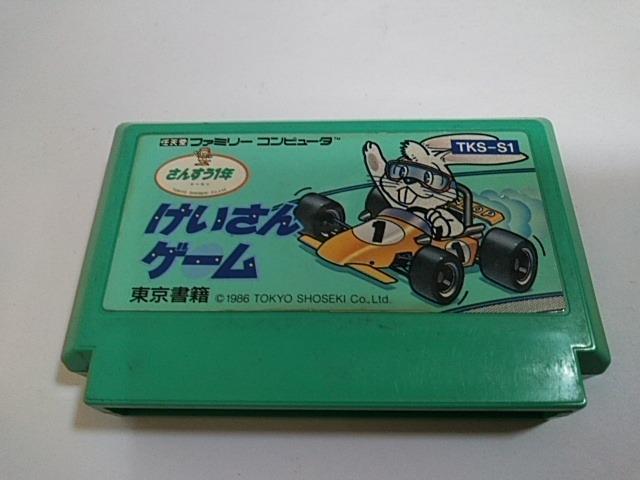 任天堂 ファミリー コンピュータ™
TKS-S1
さんすう1年
けいさん
ゲーム
1
東京書籍 ©1986 TOKYO SHOSEKI Co., Ltd.